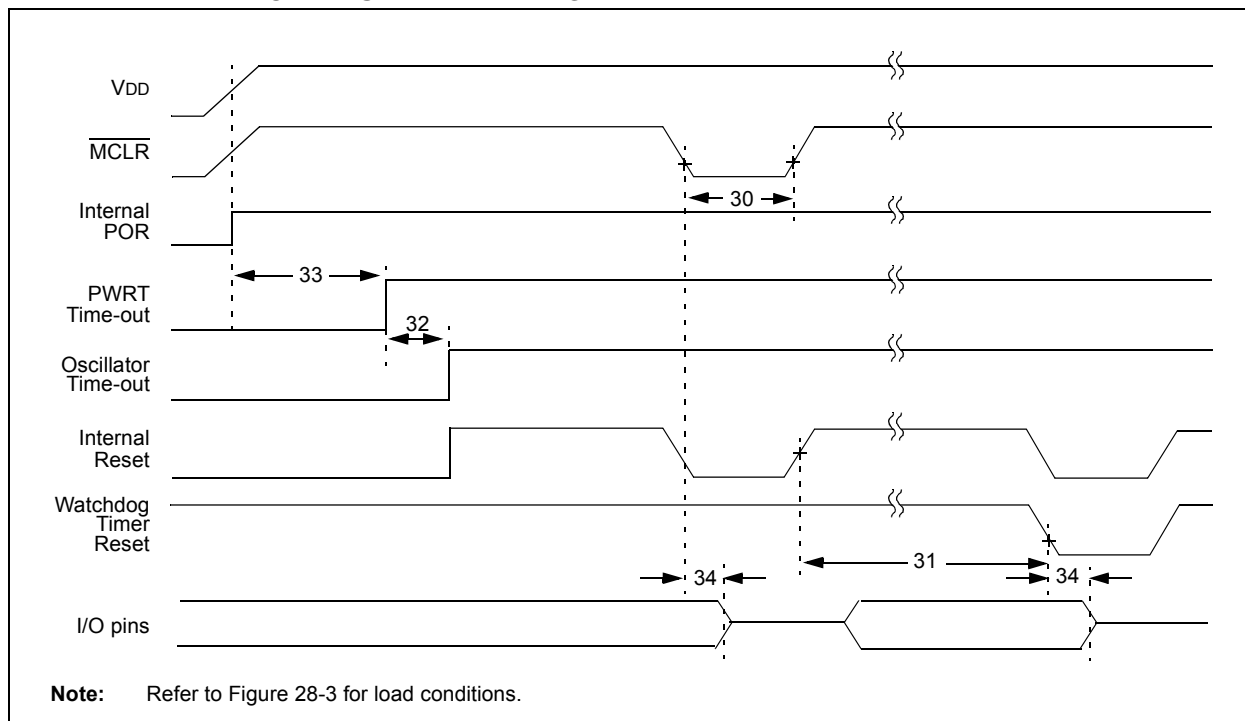 VDD
MCLR
30
Internal
POR
33
PWRT
Time-out
32
Oscillator
Time-out
Internal
Reset
Watchdog
Timer
Reset
31
34
34
I/O pins
Note: Refer to Figure 28-3 for load conditions.